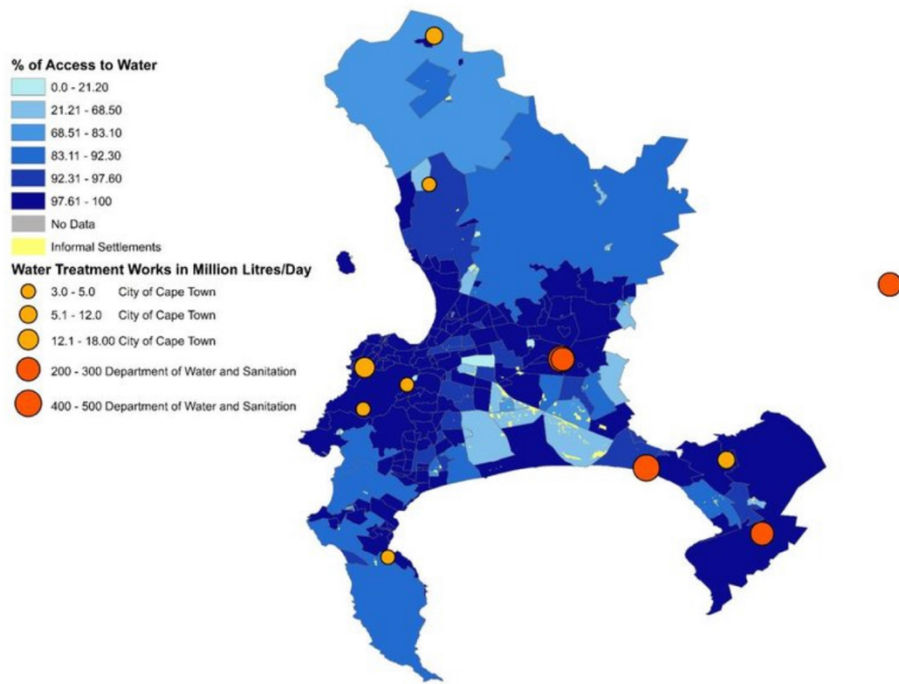 % of Access to Water
0.0 - 21.20
21.21 - 68.50
68.51 - 83.10
83.11 - 92.30
92.31 - 97.60
97.61 - 100
No Data
Informal Settlements
Water Treatment Works in Million Litres/Day
3.0 - 5.0 City of Cape Town
5.1 - 12.0 City of Cape Town
12.1 - 18.00 City of Cape Town
200 - 300 Department of Water and Sanitation
400 - 500 Department of Water and Sanitation